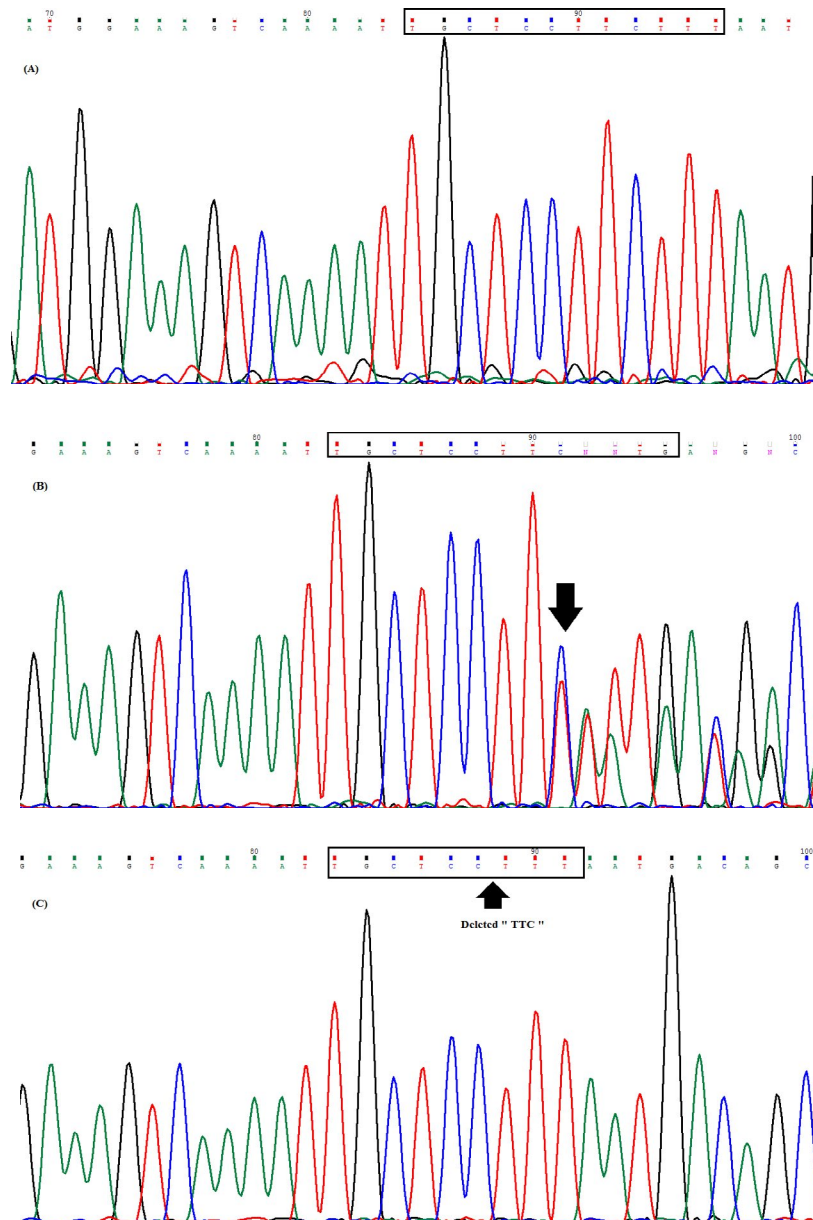 70 80 90
A T G G A A A G T C A A A A T T G C T C C T T C T T T A A T
(A)
80 90 100
G A A A G T C A A A A T T G C T C C T T C N N T G A N G N C
(B)
80 90 100
G A A A G T C A A A A T T G C T C C T T T A A T G A C A G C
(C)
Deleted " TTC "